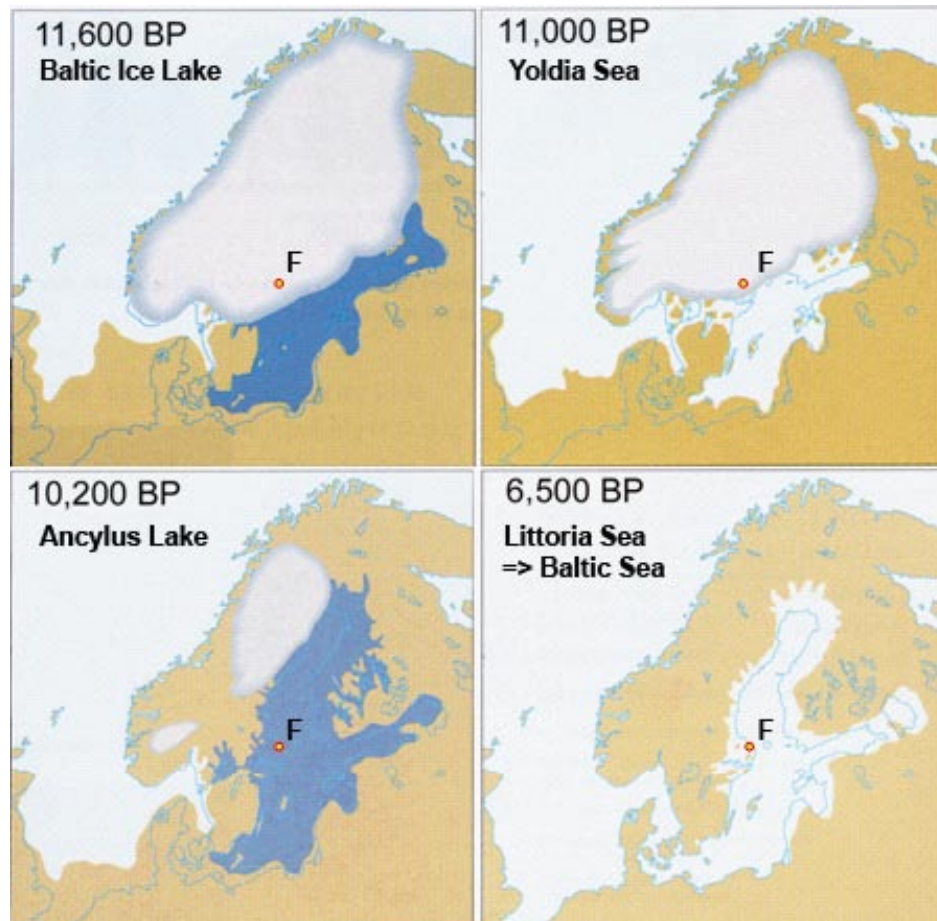 11,600 BP
Baltic Ice Lake
F
11,000 BP
Yoldia Sea
F
10,200 BP
Ancylus Lake
F
6,500 BP
Littoria Sea
=> Baltic Sea
F